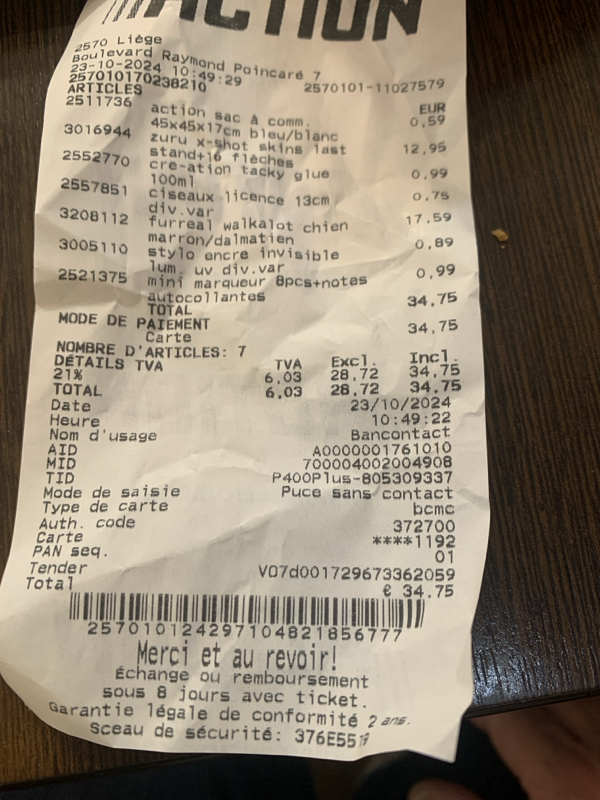 ACTION
2570 Liège
Boulevard Raymond Poincaré 7
23-10-2024 10:49:29 2570101-11027579
257010170238210
ARTICLES EUR
2511736 action sac à comm. 0,59
45x45x17cm bleu/blanc
3016944 zuru x-shot skins last 12,95
stand+16 flèches
2552770 cre-ation tacky glue 0.99
100ml
2557851 ciseaux licence 13cm 0.75
div.var
3208112 furreal walkalot chien 17.59
marron/dalmatien
3005110 stylo encre invisible 0,89
lum. uv div.var
2521375 mini marqueur 8pcs+notes 0,99
autocollantes
TOTAL 34,75
MODE DE PAIEMENT
Carte 34,75
NOMBRE D'ARTICLES: 7
DÉTAILS TVA TVA Excl. Incl.
21% 6,03 28,72 34,75
TOTAL 6,03 28,72 34.75
Date 23/10/2024
Heure 10:49:22
Nom d'usage Bancontact
AID A0000001761010
MID 700004002004908
TID P400Plus-805309337
Mode de saisie Puce sans contact
Type de carte bcmc
Auth. code 372700
Carte ****1192
PAN seq. 01
Tender V07d001729673362059
Total € 34.75
257010124297104821856777
Merci et au revoir!
Échange ou remboursement
sous 8 jours avec ticket.
Garantie légale de conformité 2 ans.
Sceau de sécurité: